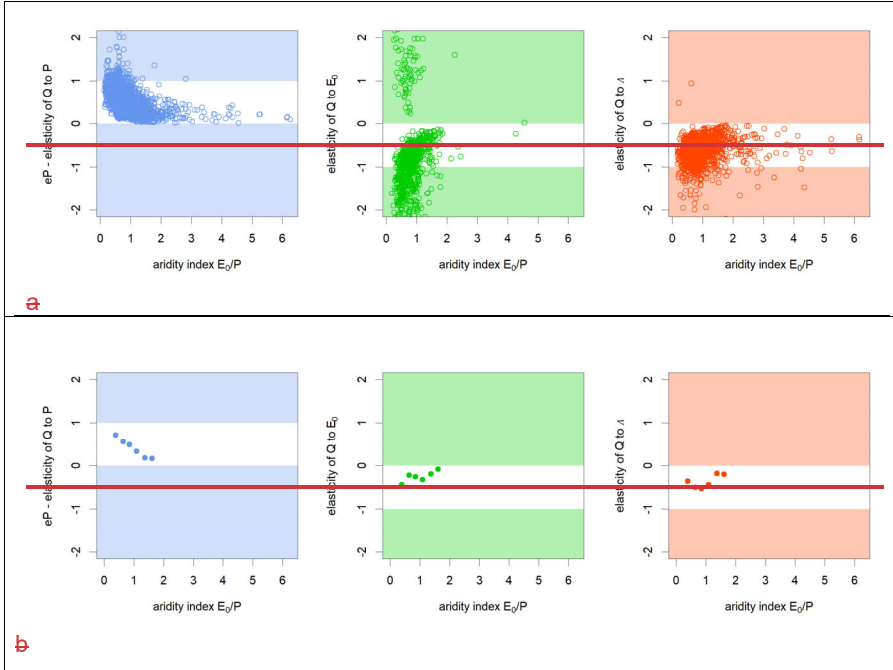 2
1
0
-1
-2
eP - elasticity of Q to P
0 1 2 3 4 5 6
aridity index E₀/P
2
1
0
-1
-2
elasticity of Q to E₀
0 1 2 3 4 5 6
aridity index E₀/P
2
1
0
-1
-2
elasticity of Q to Λ
0 1 2 3 4 5 6
aridity index E₀/P
a
2
1
0
-1
-2
eP - elasticity of Q to P
0 1 2 3 4 5 6
aridity index E₀/P
2
1
0
-1
-2
elasticity of Q to E₀
0 1 2 3 4 5 6
aridity index E₀/P
2
1
0
-1
-2
elasticity of Q to Λ
0 1 2 3 4 5 6
aridity index E₀/P
b